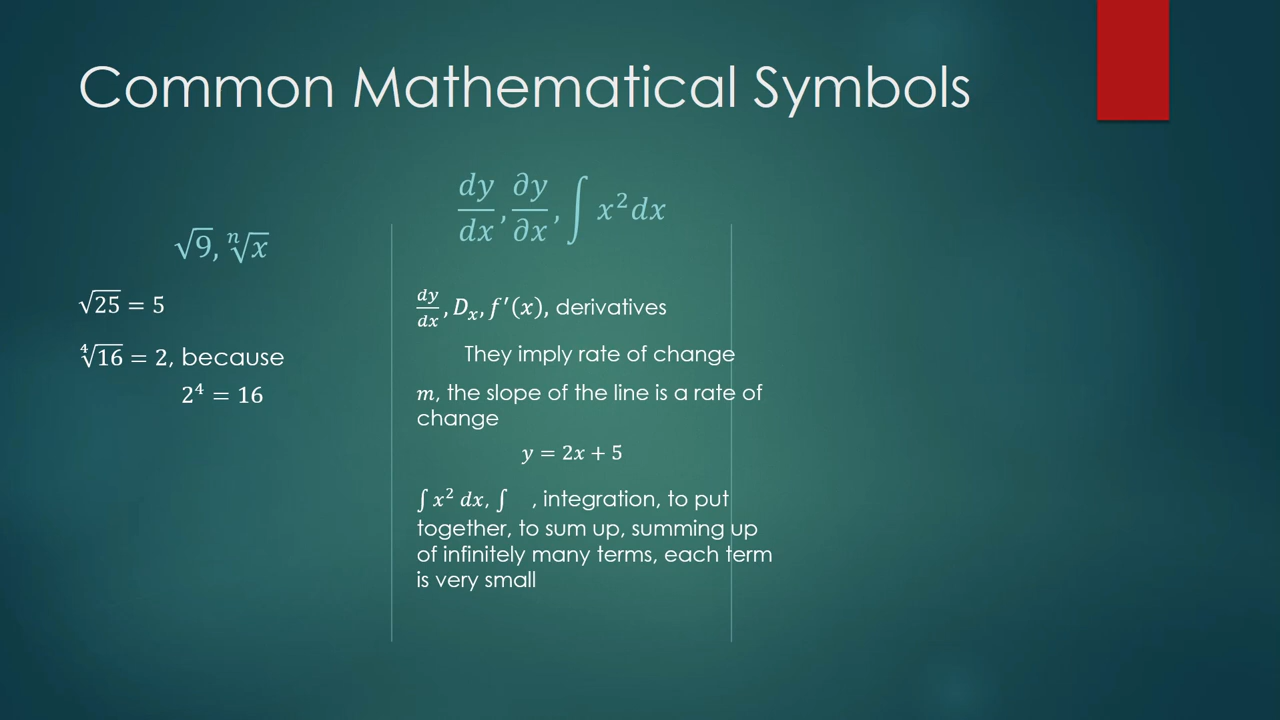 Common Mathematical Symbols
√9, ⁿ√x
√25 = 5
⁴√16 = 2, because
2⁴ = 16
dy/dx, ∂y/∂x, ∫ x² dx
dy/dx, Dₓ, f′(x), derivatives
They imply rate of change
m, the slope of the line is a rate of
change
y = 2x + 5
∫ x² dx, ∫ , integration, to put
together, to sum up, summing up
of infinitely many terms, each term
is very small